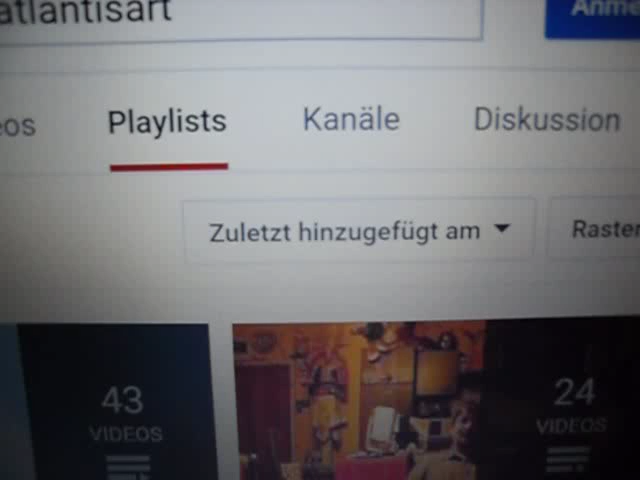 atlantisart
Anme
eos Playlists Kanäle Diskussion
Zuletzt hinzugefügt am Raster
43
VIDEOS
24
VIDEOS